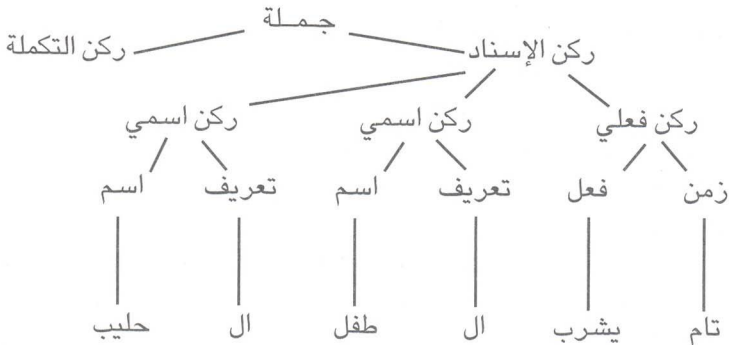 جملة
ركن الإسناد ركن التكملة
ركن فعلي ركن اسمي ركن اسمي
زمن فعل تعريف اسم تعريف اسم
تام يشرب ال طفل ال حليب